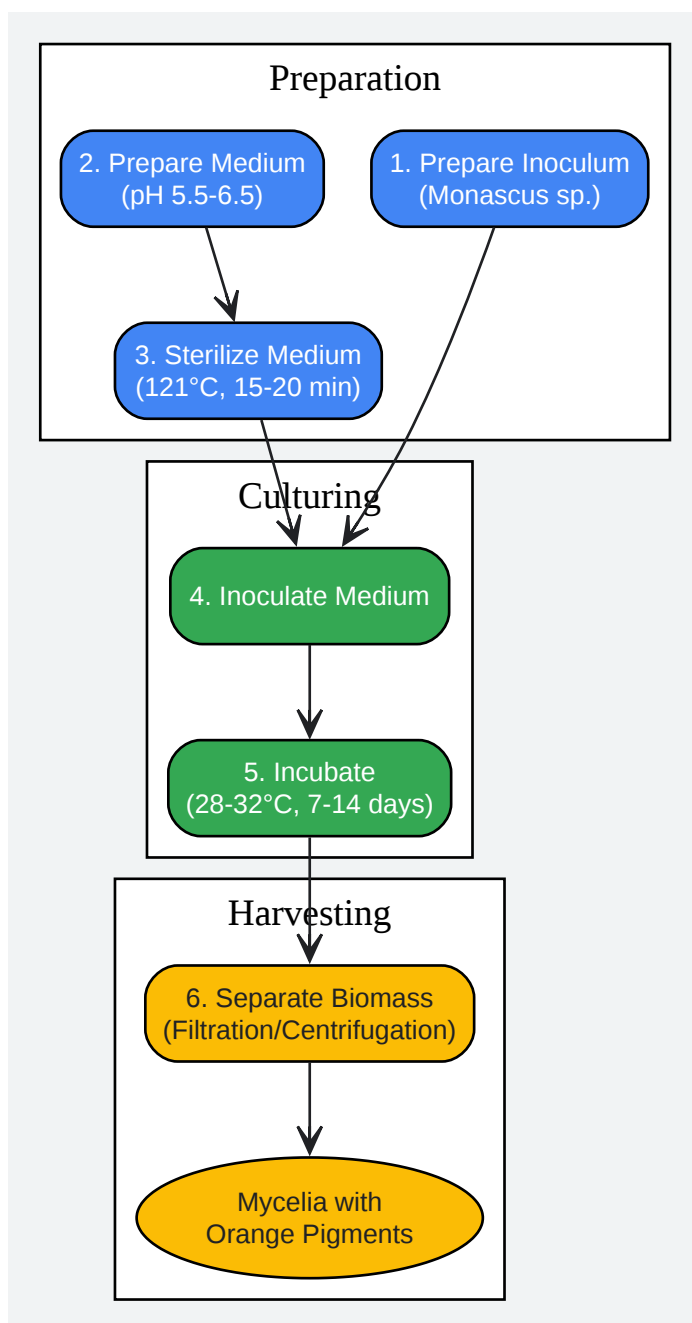 Preparation
2. Prepare Medium
(pH 5.5-6.5)
1. Prepare Inoculum
(Monascus sp.)
3. Sterilize Medium
(121°C, 15-20 min)
Culturing
4. Inoculate Medium
5. Incubate
(28-32°C, 7-14 days)
Harvesting
6. Separate Biomass
(Filtration/Centrifugation)
Mycelia with
Orange Pigments